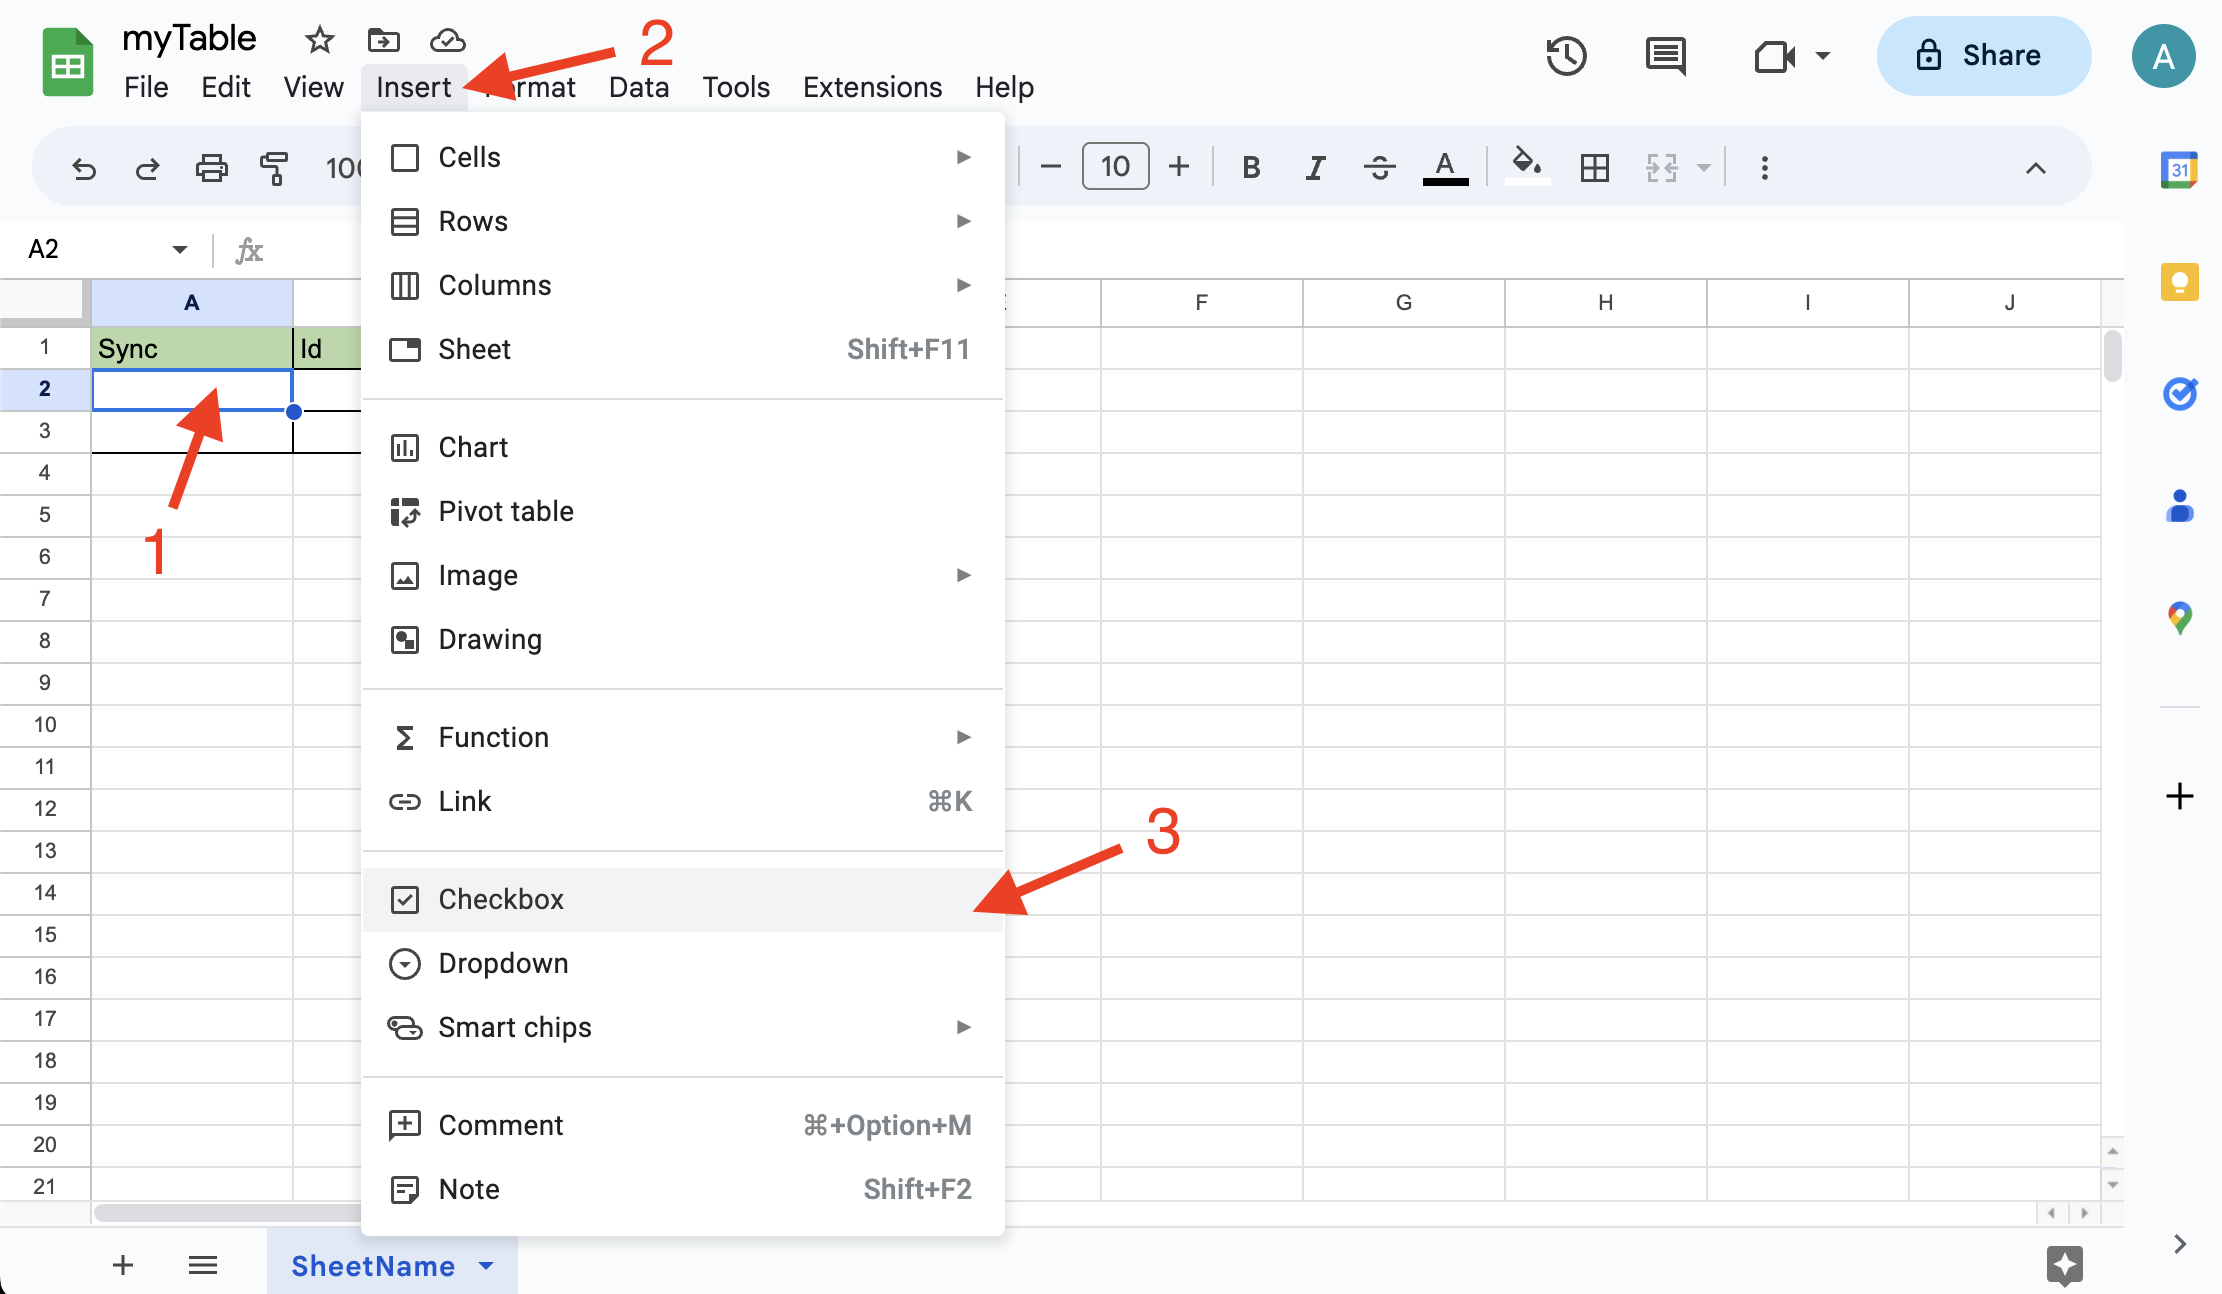 myTable
2
File Edit View Insert Format Data Tools Extensions Help
Share
A
10
B I A
31
A2
fx
A F G H I J
1 Sync Id
2
3
4
5
6
7
8
9
10
11
12
13
14
15
16
17
18
19
20
21
1
Cells
Rows
Columns
Sheet Shift+F11
Chart
Pivot table
Image
Drawing
Function
Link ⌘K
3
Checkbox
Dropdown
Smart chips
Comment ⌘+Option+M
Note Shift+F2
SheetName